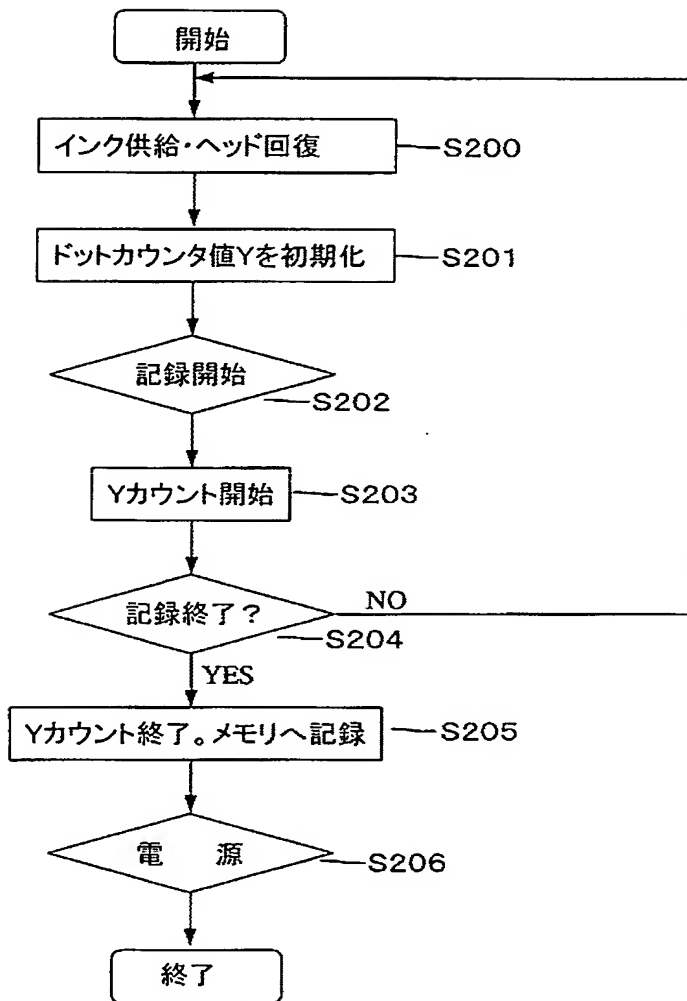 開始
インク供給・ヘッド回復
S200
ドットカウンタ値Yを初期化
S201
記録開始
S202
Yカウント開始
S203
記録終了?
NO
S204
YES
Yカウント終了。メモリへ記録
S205
電 源
S206
終了